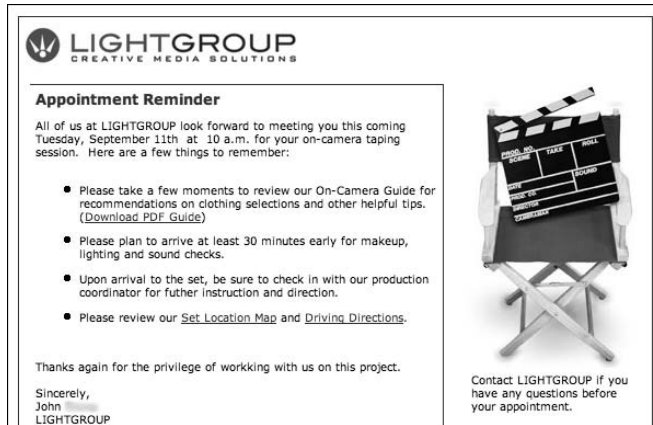 LIGHTGROUP
CREATIVE MEDIA SOLUTIONS
Appointment Reminder
All of us at LIGHTGROUP look forward to meeting you this coming
Tuesday, September 11th at 10 a.m. for your on-camera taping
session. Here are a few things to remember:
Please take a few moments to review our On-Camera Guide for
recommendations on clothing selections and other helpful tips.
(Download PDF Guide)
Please plan to arrive at least 30 minutes early for makeup,
lighting and sound checks.
Upon arrival to the set, be sure to check in with our production
coordinator for futher instruction and direction.
Please review our Set Location Map and Driving Directions.
Thanks again for the privilege of workking with us on this project.
Sincerely,
John
LIGHTGROUP
PROD. NO.
SCENE TAKE ROLL
SOUND
DATE
PROD. CO.
DIRECTOR
CAMERAMAN
Contact LIGHTGROUP if you
have any questions before
your appointment.